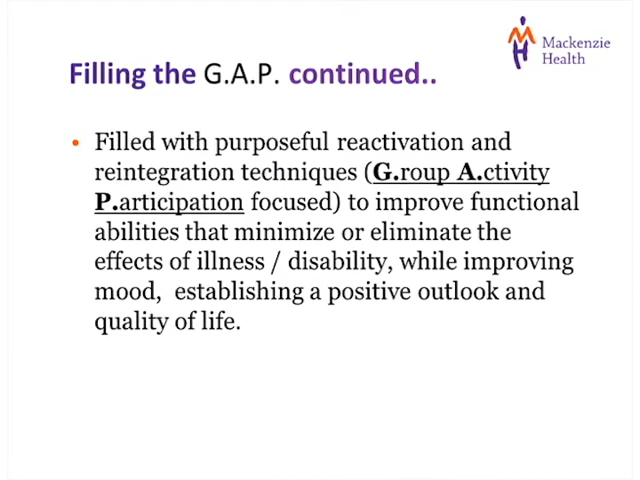 Mackenzie
Health
Filling the G.A.P. continued..
• Filled with purposeful reactivation and
reintegration techniques (G.roup A.ctivity
P.articipation focused) to improve functional
abilities that minimize or eliminate the
effects of illness / disability, while improving
mood,  establishing a positive outlook and
quality of life.